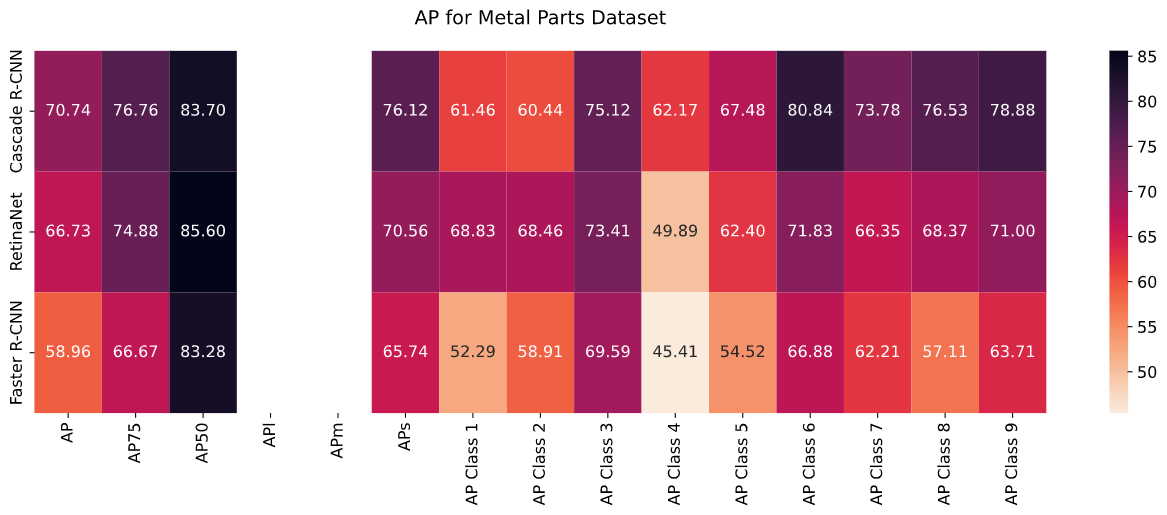 AP for Metal Parts Dataset
Cascade R-CNN
70.74 76.76 83.70 76.12 61.46 60.44 75.12 62.17 67.48 80.84 73.78 76.53 78.88
RetinaNet
66.73 74.88 85.60 70.56 68.83 68.46 73.41 49.89 62.40 71.83 66.35 68.37 71.00
Faster R-CNN
58.96 66.67 83.28 65.74 52.29 58.91 69.59 45.41 54.52 66.88 62.21 57.11 63.71
AP
AP75
AP50
APl
APm
APs
AP Class 1
AP Class 2
AP Class 3
AP Class 4
AP Class 5
AP Class 6
AP Class 7
AP Class 8
AP Class 9
85
80
75
70
65
60
55
50